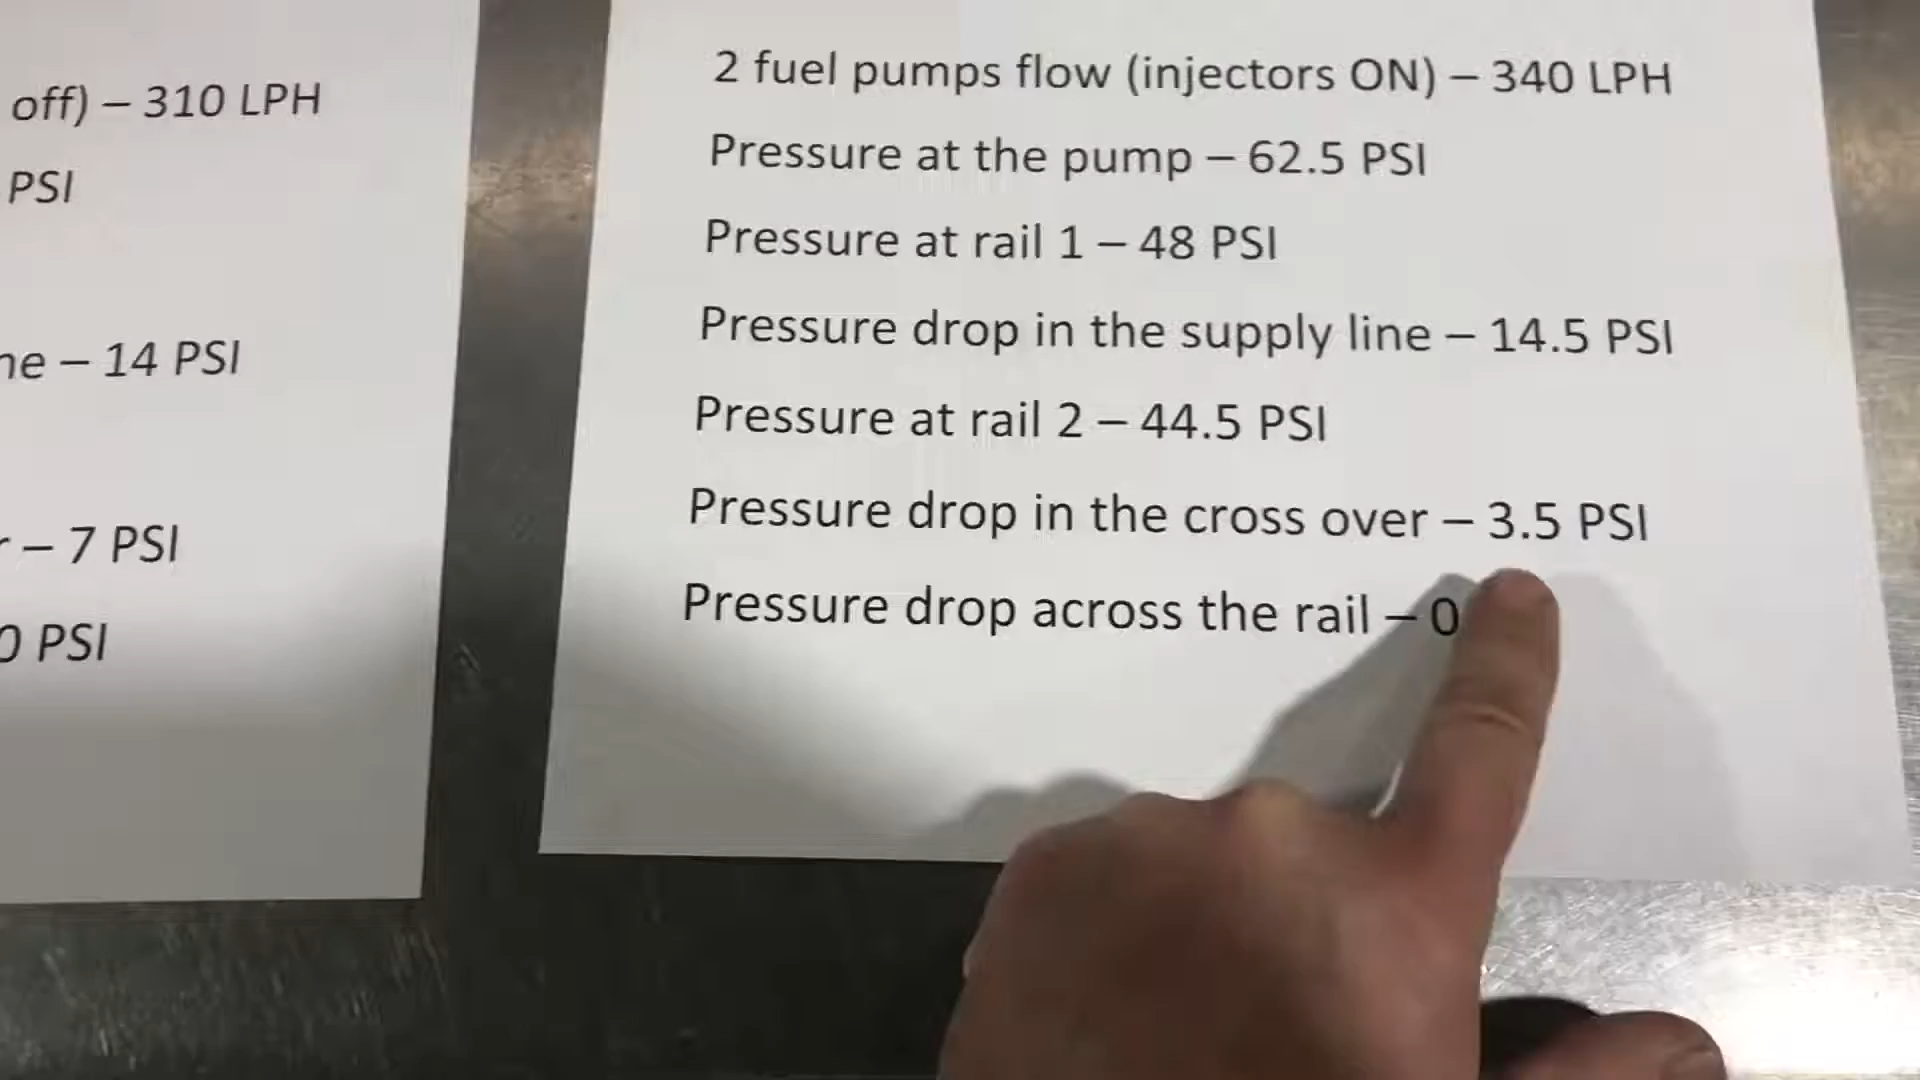 off) – 310 LPH
PSI
– 14 PSI
– 7 PSI
0 PSI
2 fuel pumps flow (injectors ON) – 340 LPH
Pressure at the pump – 62.5 PSI
Pressure at rail 1 – 48 PSI
Pressure drop in the supply line – 14.5 PSI
Pressure at rail 2 – 44.5 PSI
Pressure drop in the cross over – 3.5 PSI
Pressure drop across the rail – 0